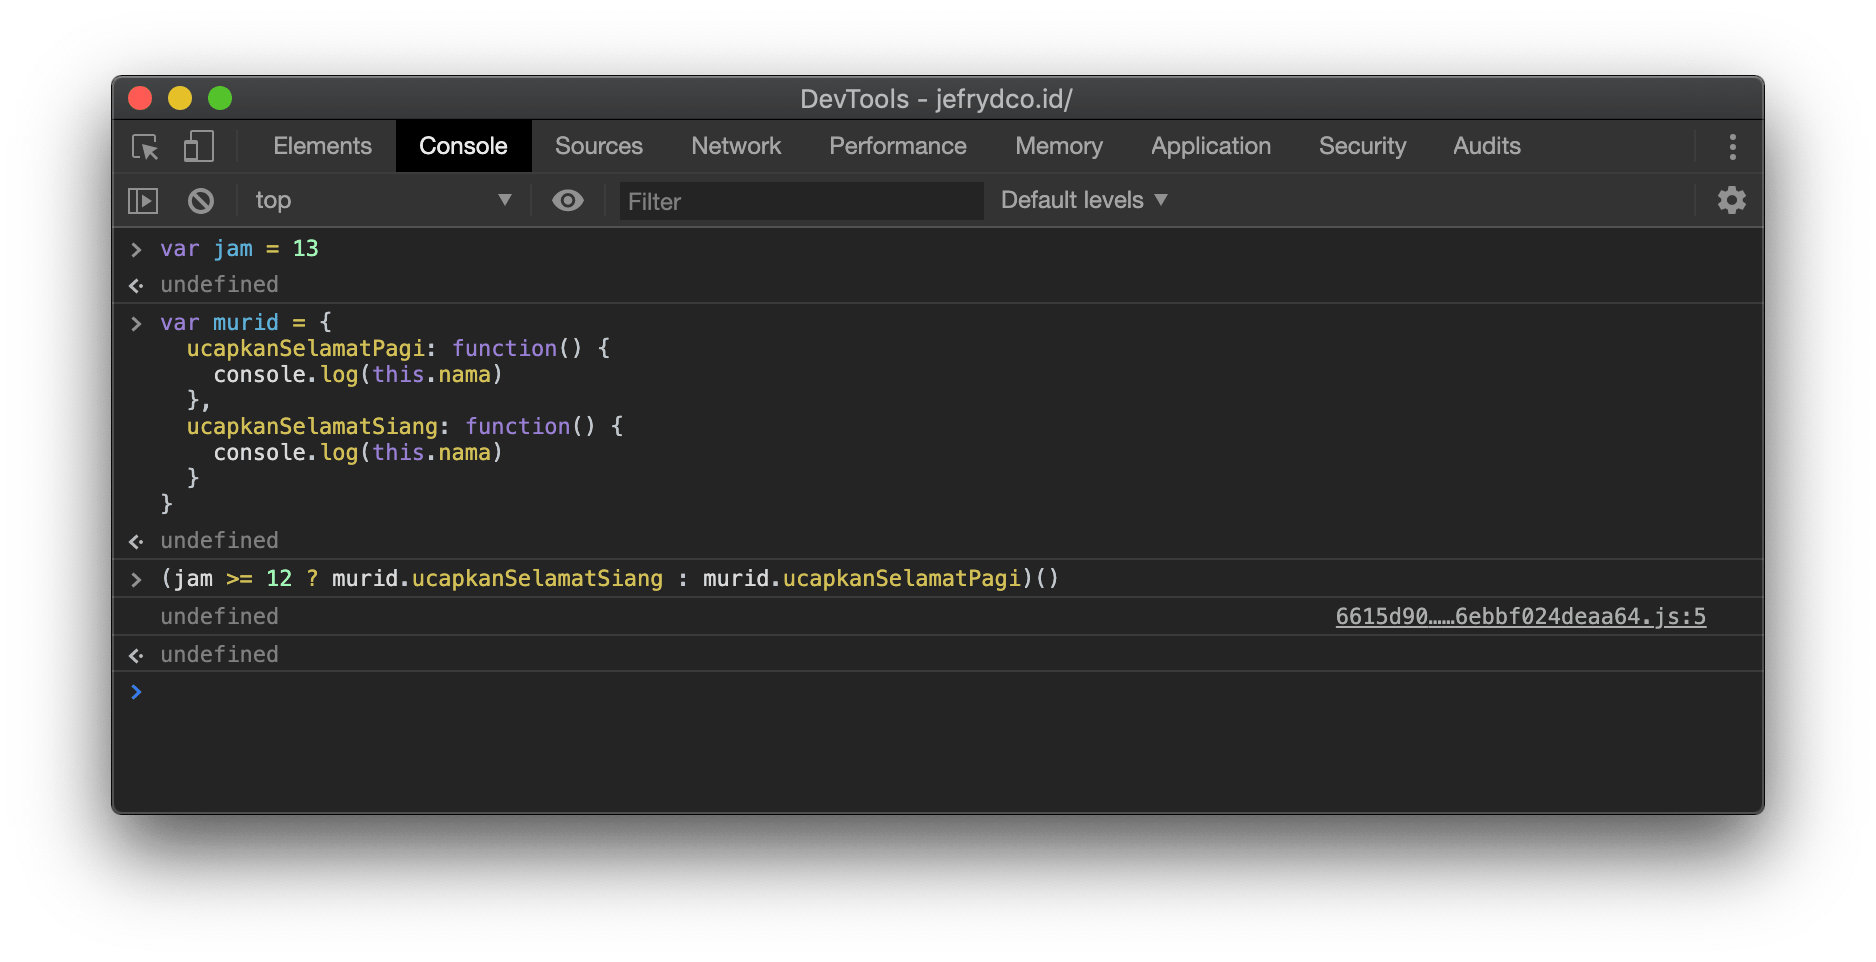 DevTools - jefrydco.id/
Elements Console Sources Network Performance Memory Application Security Audits
top ▼ Filter Default levels ▼
> var jam = 13
<· undefined
> var murid = {
ucapkanSelamatPagi: function() {
console.log(this.nama)
},
ucapkanSelamatSiang: function() {
console.log(this.nama)
}
}
<· undefined
> (jam >= 12 ? murid.ucapkanSelamatSiang : murid.ucapkanSelamatPagi)()
undefined 6615d90……6ebbf024deaa64.js:5
<· undefined
>